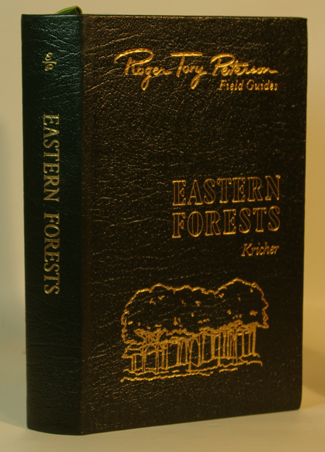 Roger Tory Peterson
Field Guides
EASTERN
FORESTS
Kricher
EASTERN FORESTS